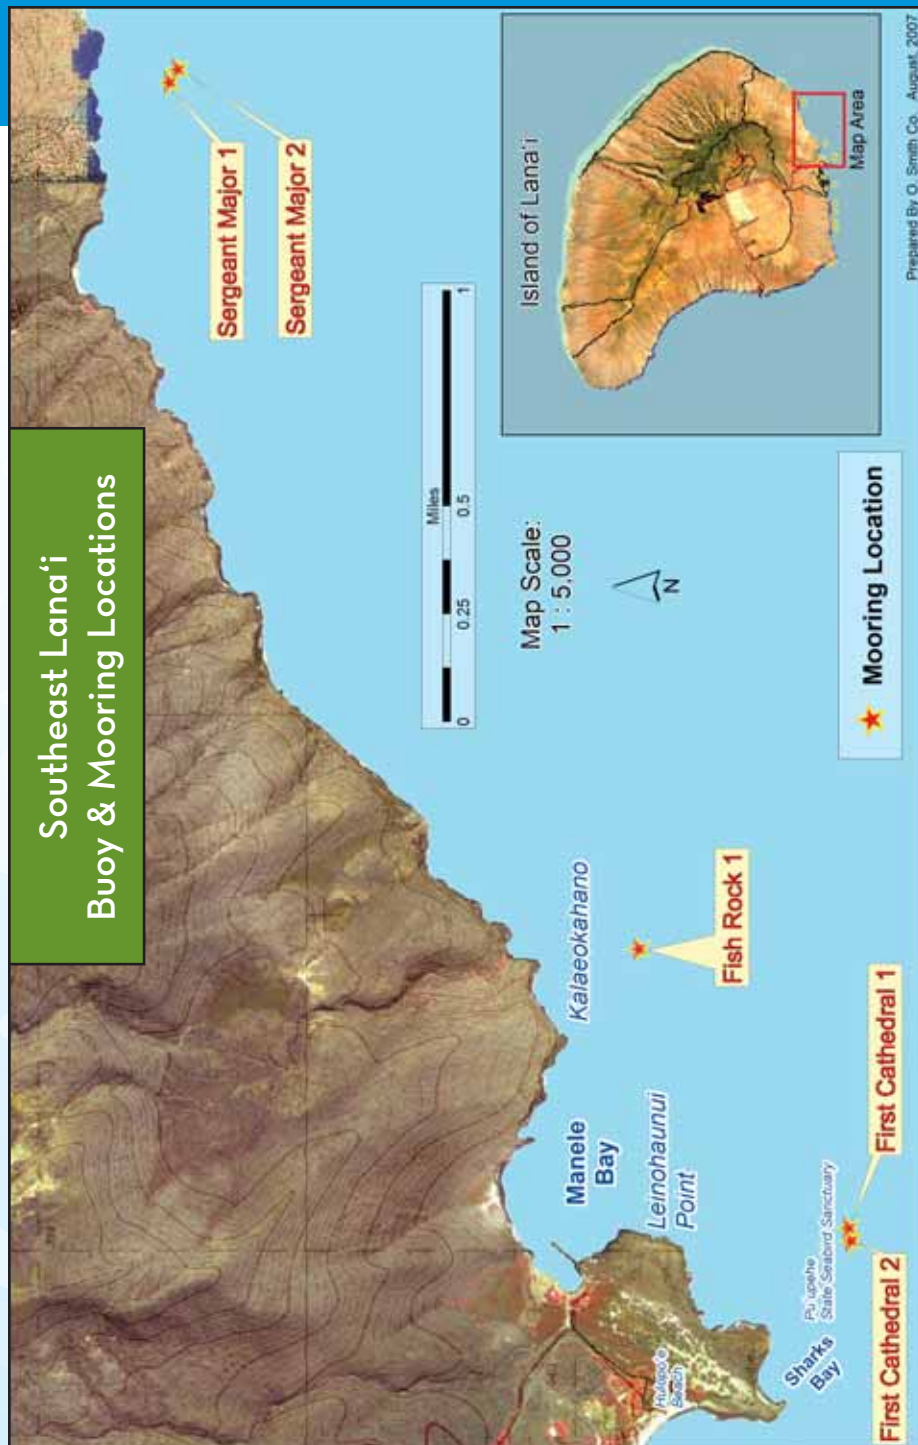 Southeast Lanaʻi
Buoy & Mooring Locations
Sergeant Major 1
Sergeant Major 2
Island of Lana'i
Map Area
Miles
0
0.25
0.5
1
Map Scale:
1 : 5,000
N
Mooring Location
Kalaeokahano
Fish Rock 1
Manele
Bay
Leinohaunui
Point
Hulopo'e
Beach
Pu'upehe
State Seabird Sanctuary
Sharks
Bay
First Cathedral 1
First Cathedral 2
Prepared By O. Smith Co. August, 2007